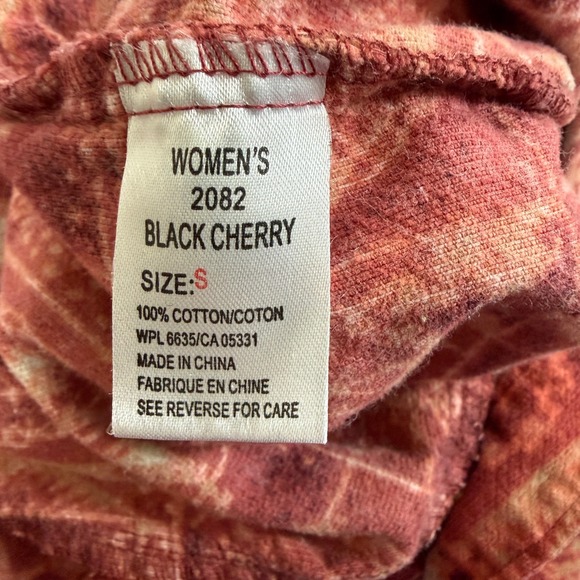 WOMEN'S
2082
BLACK CHERRY
SIZE:S
100% COTTON/COTON
WPL 6635/CA 05331
MADE IN CHINA
FABRIQUE EN CHINE
SEE REVERSE FOR CARE